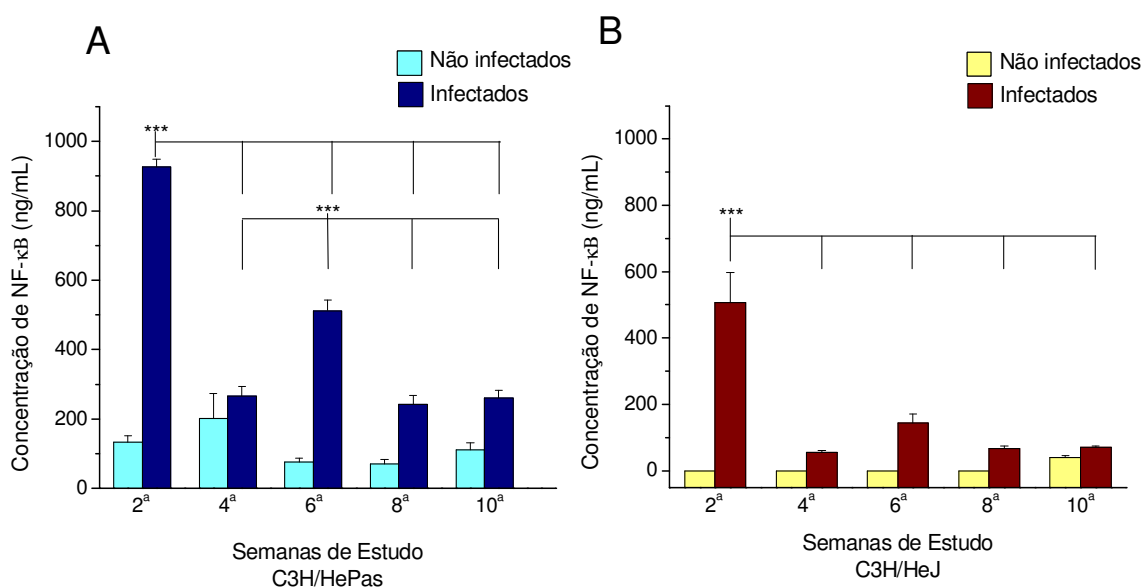 A
Não infectados
Infectados
Concentração de NF-κB (ng/mL)
1000
800
600
400
200
0
***
***
2ª
4ª
6ª
8ª
10ª
Semanas de Estudo
C3H/HePas
B
Não infectados
Infectados
Concentração de NF-κB (ng/mL)
1000
800
600
400
200
0
***
2ª
4ª
6ª
8ª
10ª
Semanas de Estudo
C3H/HeJ